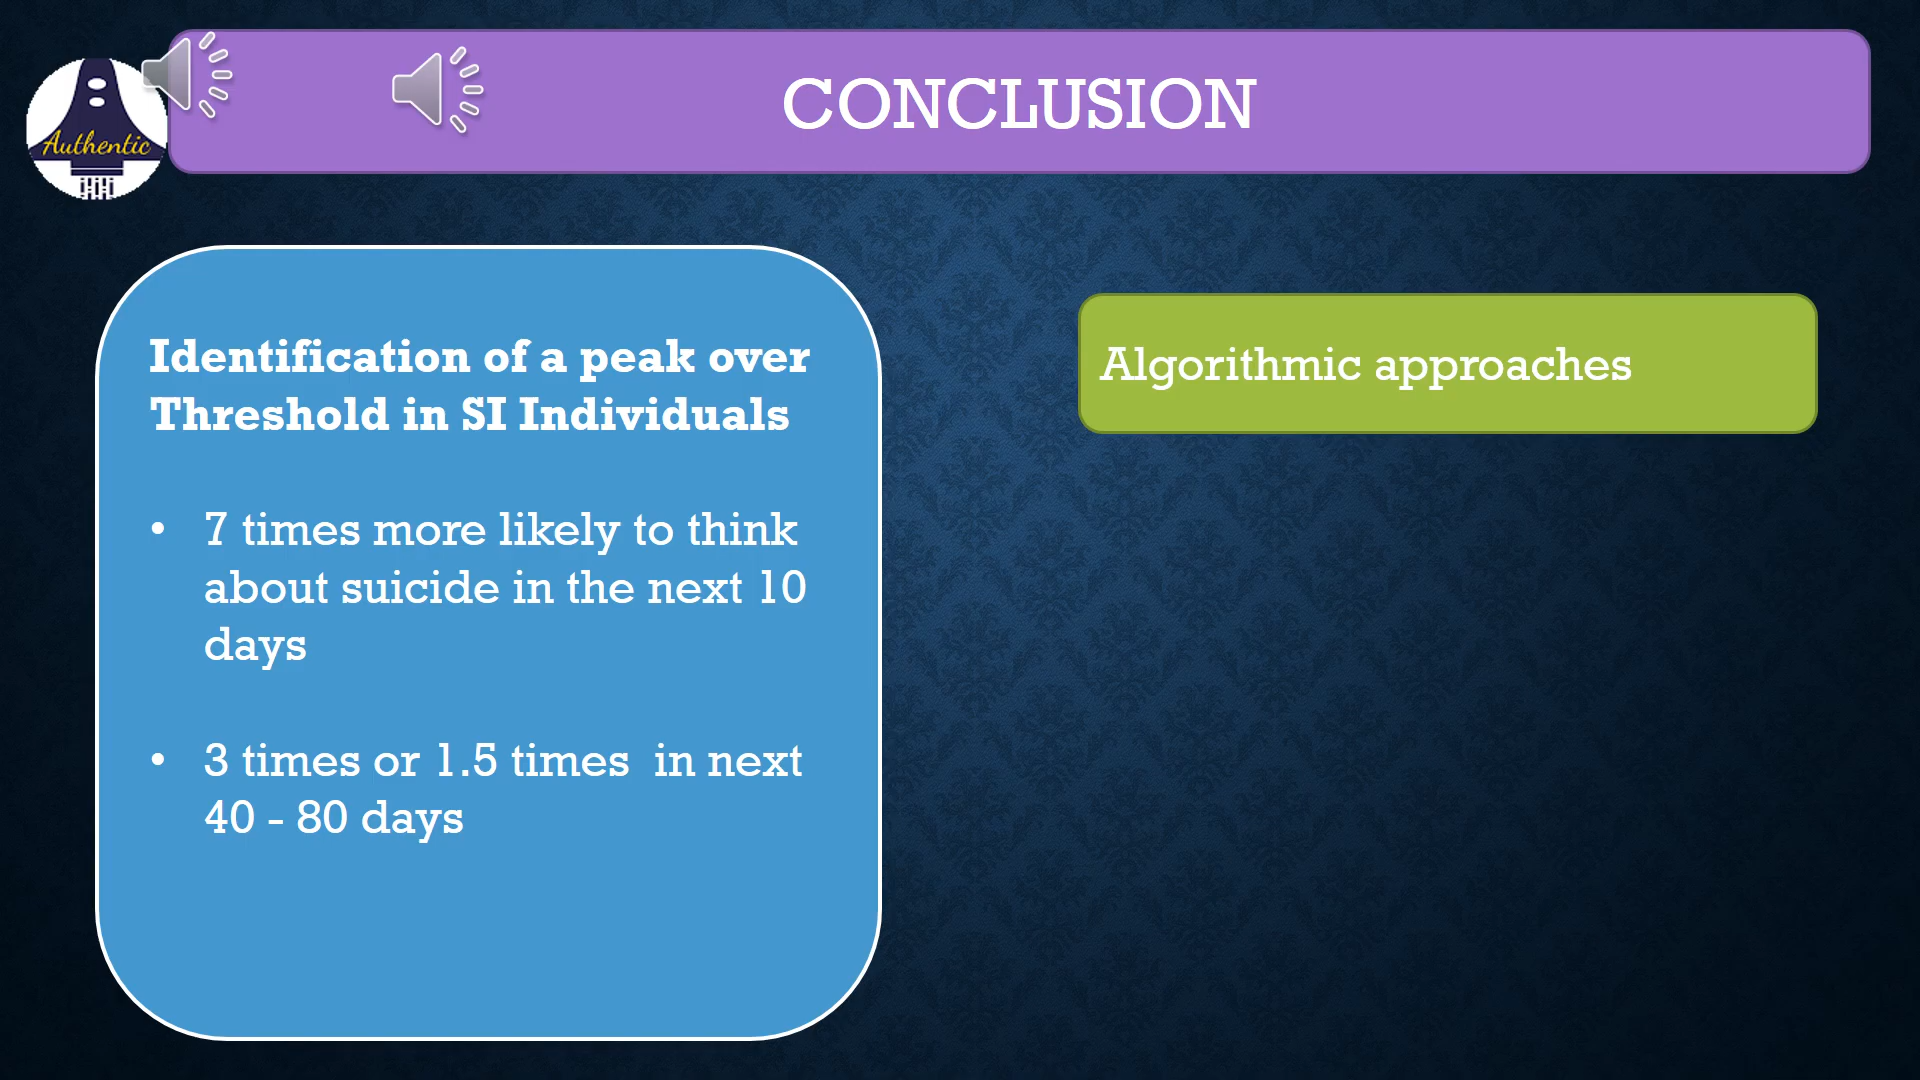 CONCLUSION
Authentic
Identification of a peak over
Threshold in SI Individuals
• 7 times more likely to think
about suicide in the next 10
days
• 3 times or 1.5 times  in next
40 - 80 days
Algorithmic approaches